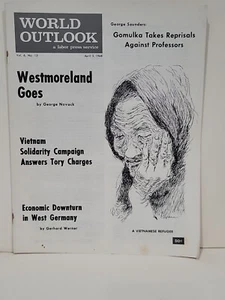 WORLD
OUTLOOK
a labor press service
George Saunders
Gomulka Takes Reprisals
Against Professors
Westmoreland
Goes
by George Novack
Vietnam
Solidarity Campaign
Answers Tory Charges
Economic Downturn
in West Germany
by Gerhard
A VIETNAMESE REFUGEE